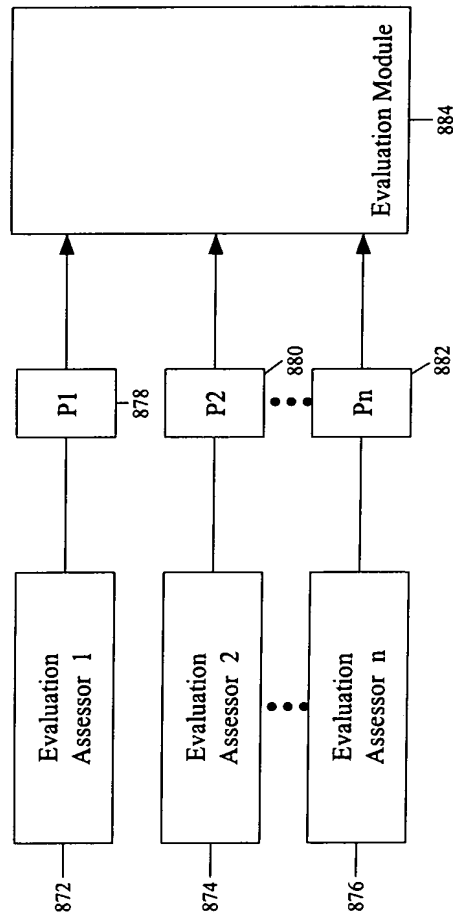 Evaluation
Assessor 1
872
P1
878
Evaluation
Assessor 2
874
P2
880
Evaluation
Assessor n
876
Pn
882
Evaluation Module
884